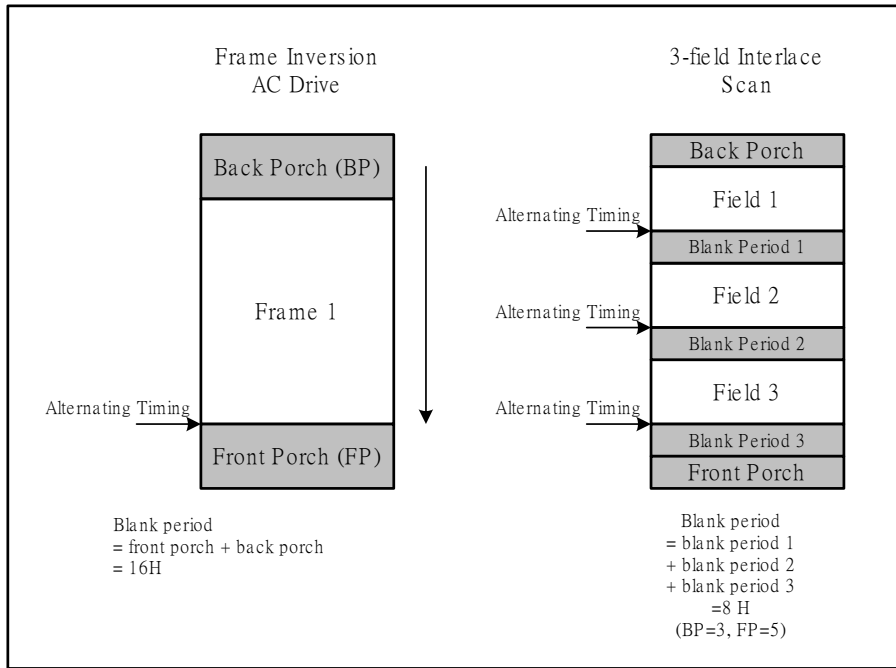 Frame Inversion
AC Drive
Back Porch (BP)
Frame 1
Alternating Timing
Front Porch (FP)
Blank period
= front porch + back porch
= 16H
3-field Interlace
Scan
Back Porch
Field 1
Alternating Timing
Blank Period 1
Field 2
Alternating Timing
Blank Period 2
Field 3
Alternating Timing
Blank Period 3
Front Porch
Blank period
= blank period 1
+ blank period 2
+ blank period 3
=8 H
(BP=3, FP=5)